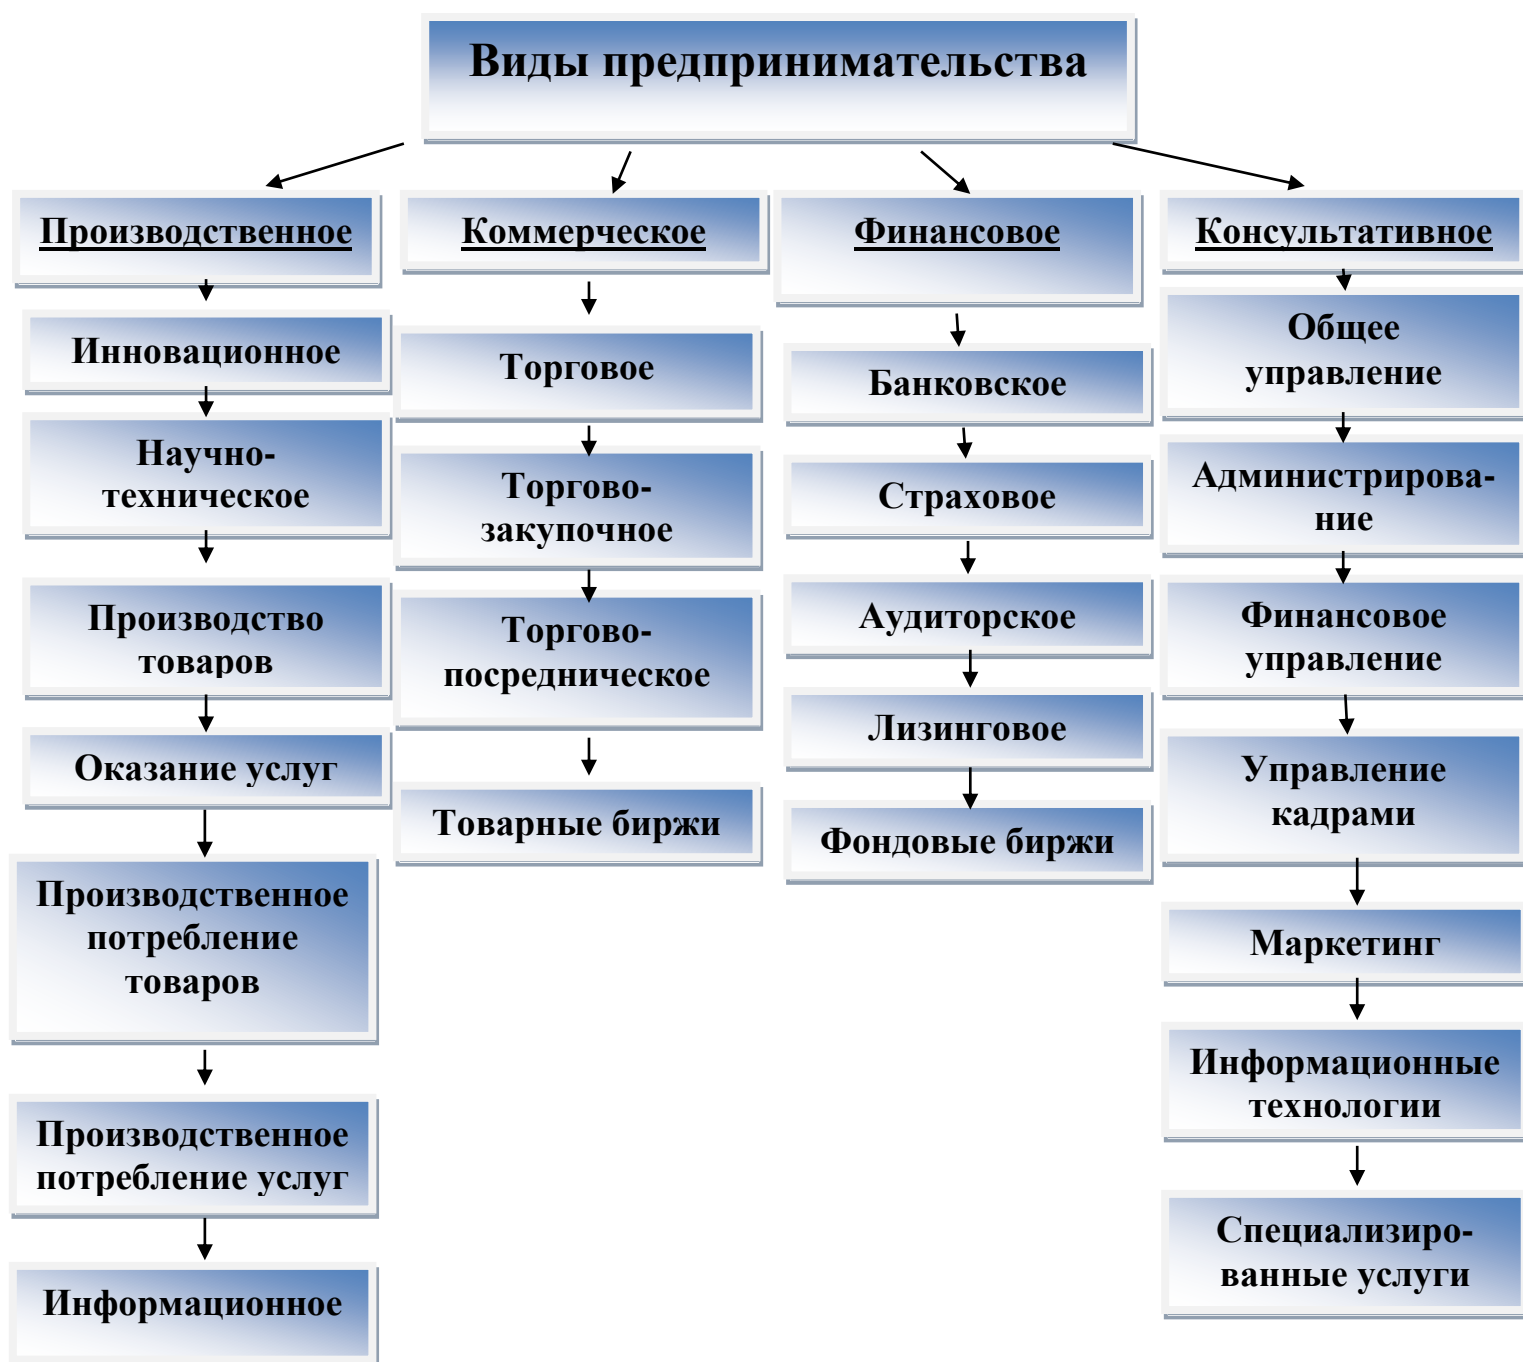 Виды предпринимательства
Производственное
Инновационное
Научно-
техническое
Производство
товаров
Оказание услуг
Производственное
потребление
товаров
Производственное
потребление услуг
Информационное
Коммерческое
Торговое
Торгово-
закупочное
Торгово-
посредническое
Товарные биржи
Финансовое
Банковское
Страховое
Аудиторское
Лизинговое
Фондовые биржи
Консультативное
Общее
управление
Администрирова-
ние
Финансовое
управление
Управление
кадрами
Маркетинг
Информационные
технологии
Специализиро-
ванные услуги